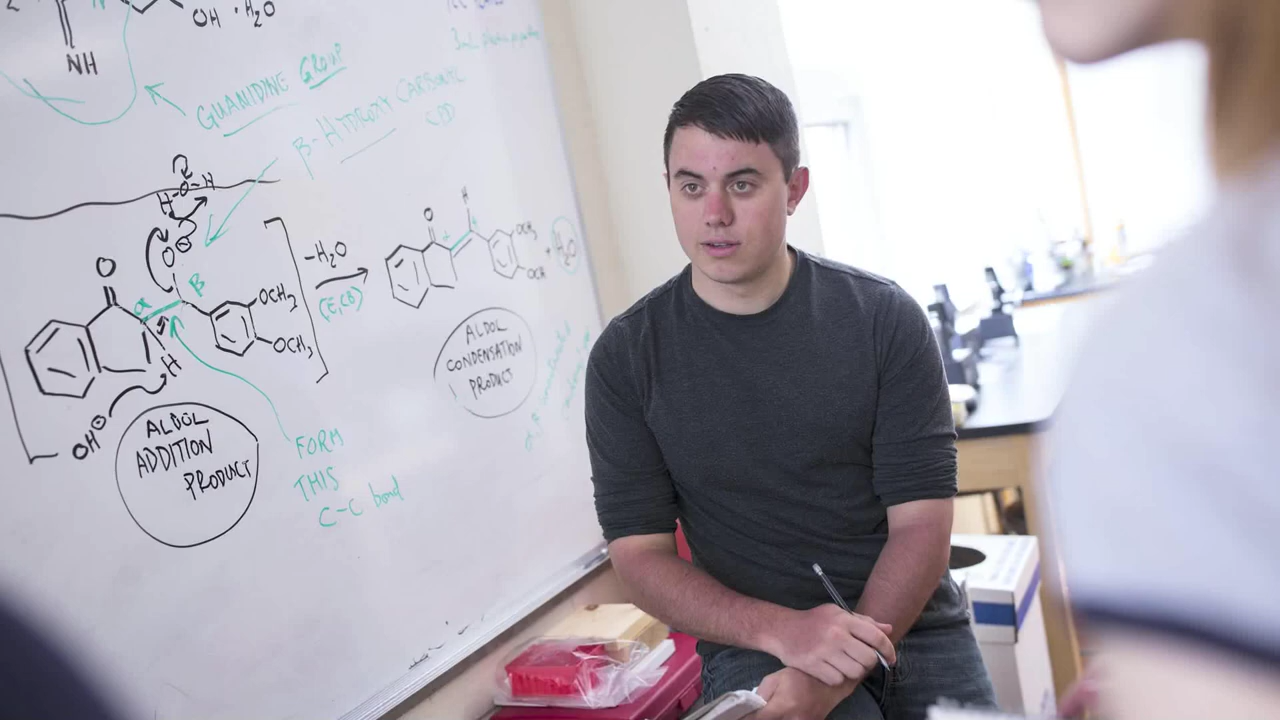 OH · H₂O
NH
GUANIDINE GROUP
β-HYDROXY CARBONYL
CPD
H-O-H
O
β
α
O
OCH₃
OCH₃
H
OH⊖
-H₂O
(E1CB)
O
H
OCH₃
OCH₃
+ H₂O
ALDOL
ADDITION
PRODUCT
ALDOL
CONDENSATION
PRODUCT
FORM
THIS
C-C bond